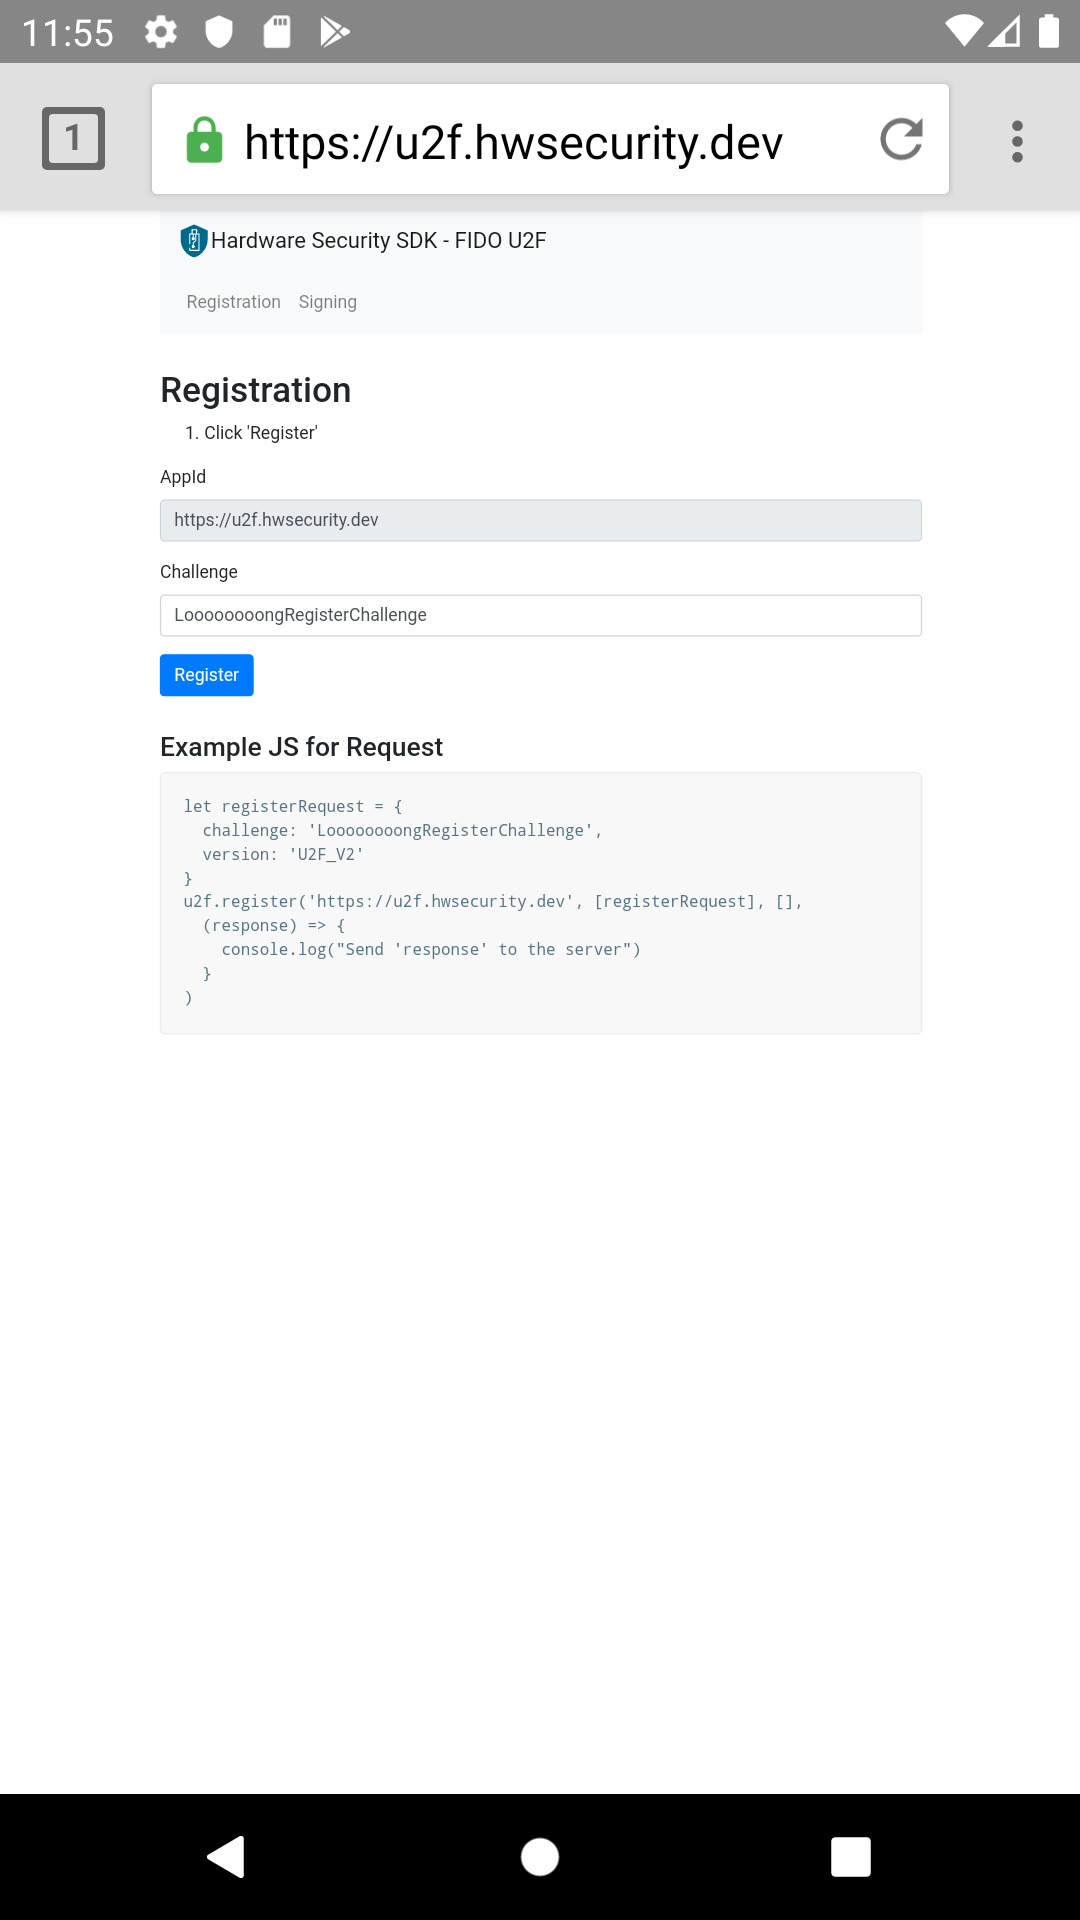 11:55
1
https://u2f.hwsecurity.dev
Hardware Security SDK - FIDO U2F
Registration Signing
Registration
1. Click 'Register'
AppId
https://u2f.hwsecurity.dev
Challenge
LoooooooongRegisterChallenge
Register
Example JS for Request
let registerRequest = {
  challenge: 'LoooooooongRegisterChallenge',
  version: 'U2F_V2'
}
u2f.register('https://u2f.hwsecurity.dev', [registerRequest], [],
  (response) => {
    console.log("Send 'response' to the server")
  }
)